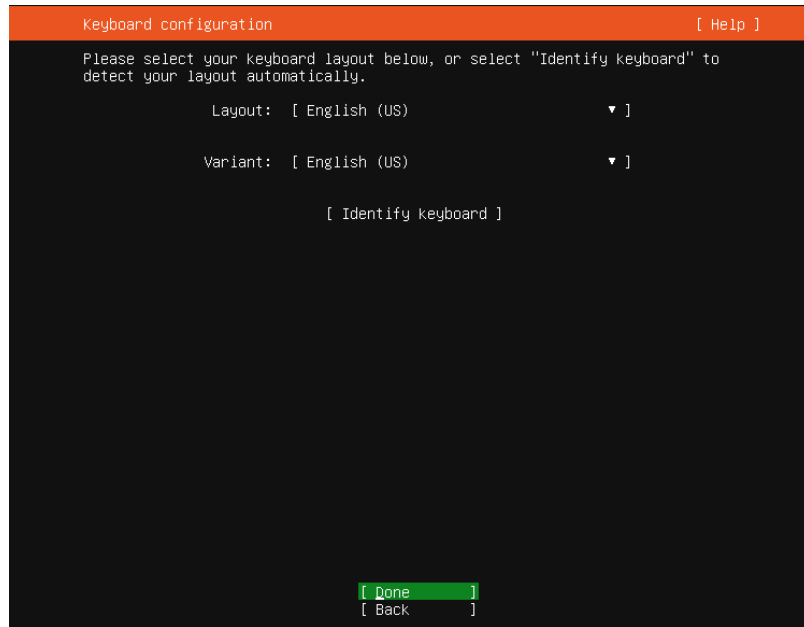 Keyboard configuration [ Help ]
Please select your keyboard layout below, or select "Identify keyboard" to
detect your layout automatically.
Layout: [ English (US) ▾ ]
Variant: [ English (US) ▾ ]
[ Identify keyboard ]
[ Done ]
[ Back ]